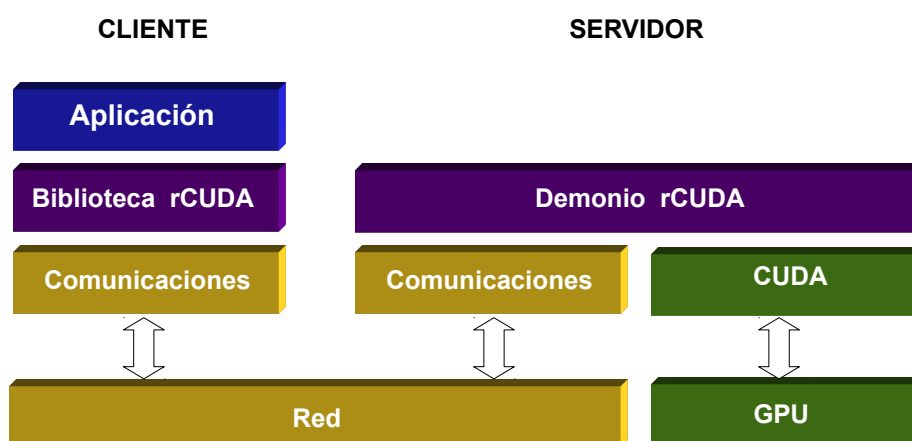 CLIENTE
SERVIDOR
Aplicación
Biblioteca rCUDA
Demonio rCUDA
Comunicaciones
Comunicaciones
CUDA
Red
GPU